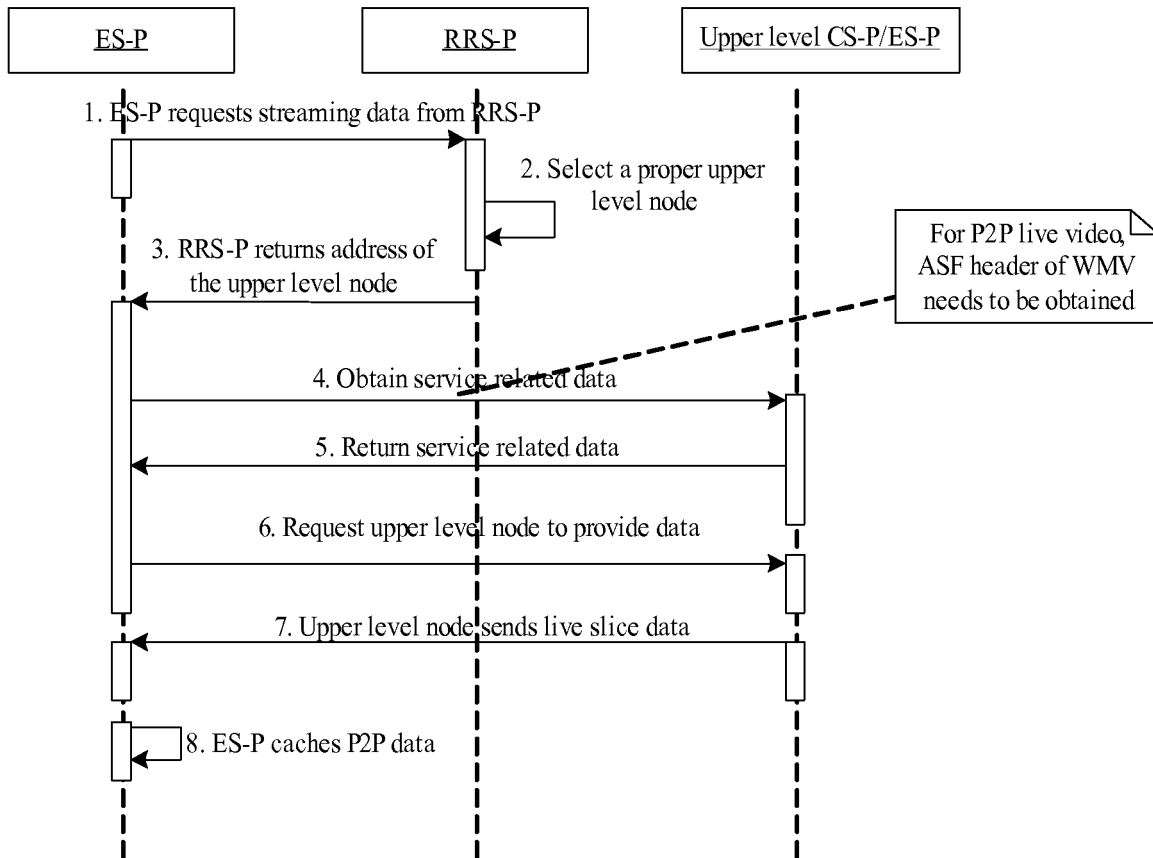 ES-P
RRS-P
Upper level CS-P/ES-P
1. ES-P requests streaming data from RRS-P
2. Select a proper upper
level node
3. RRS-P returns address of
the upper level node
For P2P live video,
ASF header of WMV
needs to be obtained
4. Obtain service related data
5. Return service related data
6. Request upper level node to provide data
7. Upper level node sends live slice data
8. ES-P caches P2P data